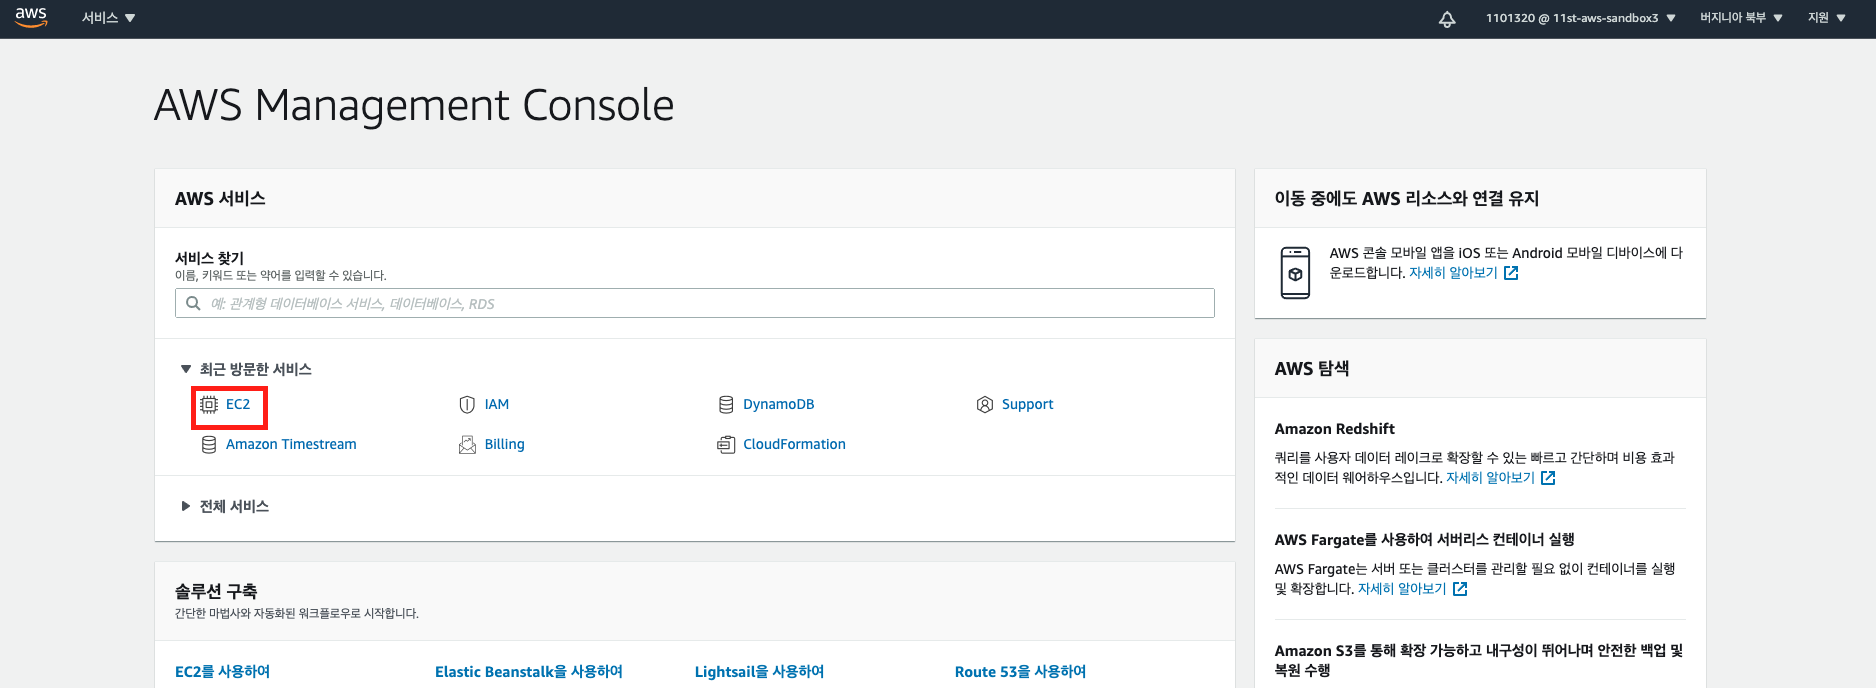 aws
서비스
1101320 @ 11st-aws-sandbox3
버지니아 북부
지원
AWS Management Console
AWS 서비스
서비스 찾기
이름, 키워드 또는 약어를 입력할 수 있습니다.
예: 관계형 데이터베이스 서비스, 데이터베이스, RDS
최근 방문한 서비스
EC2
IAM
DynamoDB
Support
Amazon Timestream
Billing
CloudFormation
전체 서비스
솔루션 구축
간단한 마법사와 자동화된 워크플로우로 시작합니다.
EC2를 사용하여
Elastic Beanstalk을 사용하여
Lightsail을 사용하여
Route 53을 사용하여
이동 중에도 AWS 리소스와 연결 유지
AWS 콘솔 모바일 앱을 iOS 또는 Android 모바일 디바이스에 다
운로드합니다. 자세히 알아보기
AWS 탐색
Amazon Redshift
쿼리를 사용자 데이터 레이크로 확장할 수 있는 빠르고 간단하며 비용 효과
적인 데이터 웨어하우스입니다. 자세히 알아보기
AWS Fargate를 사용하여 서버리스 컨테이너 실행
AWS Fargate는 서버 또는 클러스터를 관리할 필요 없이 컨테이너를 실행
및 확장합니다. 자세히 알아보기
Amazon S3를 통해 확장 가능하고 내구성이 뛰어나며 안전한 백업 및
복원 수행